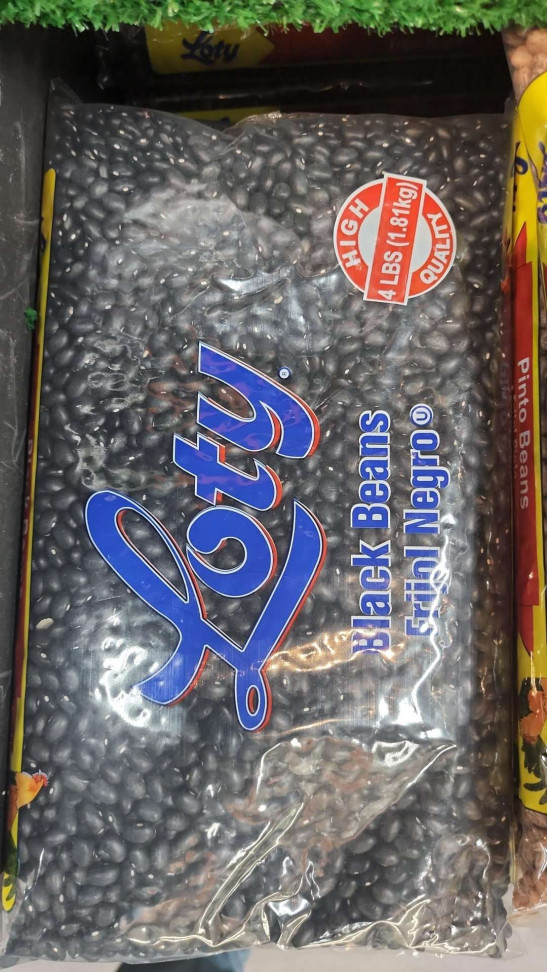 Loty
HIGH
4 LBS (1.81kg)
QUALITY
Loty®
Black Beans
Frijol Negro Ⓤ
Pinto Beans